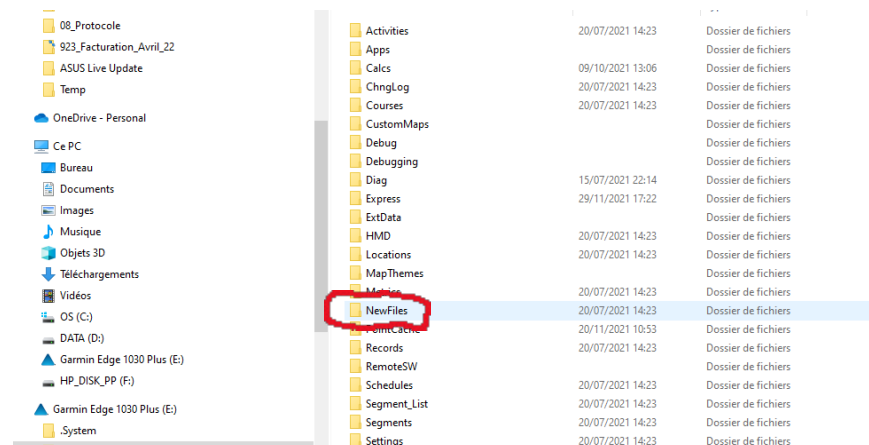 08_Protocole
923_Facturation_Avril_22
ASUS Live Update
Temp
OneDrive - Personal
Ce PC
Bureau
Documents
Images
Musique
Objets 3D
Téléchargements
Vidéos
OS (C:)
DATA (D:)
Garmin Edge 1030 Plus (E:)
HP_DISK_PP (F:)
Garmin Edge 1030 Plus (E:)
.System
Activities 20/07/2021 14:23 Dossier de fichiers
Apps Dossier de fichiers
Calcs 09/10/2021 13:06 Dossier de fichiers
ChngLog 20/07/2021 14:23 Dossier de fichiers
Courses 20/07/2021 14:23 Dossier de fichiers
CustomMaps Dossier de fichiers
Debug Dossier de fichiers
Debugging Dossier de fichiers
Diag 15/07/2021 22:14 Dossier de fichiers
Express 29/11/2021 17:22 Dossier de fichiers
ExtData Dossier de fichiers
HMD 20/07/2021 14:23 Dossier de fichiers
Locations 20/07/2021 14:23 Dossier de fichiers
MapThemes Dossier de fichiers
Metrics 20/07/2021 14:23 Dossier de fichiers
NewFiles 20/07/2021 14:23 Dossier de fichiers
PointCache 20/11/2021 10:53 Dossier de fichiers
Records 20/07/2021 14:23 Dossier de fichiers
RemoteSW Dossier de fichiers
Schedules 20/07/2021 14:23 Dossier de fichiers
Segment_List 20/07/2021 14:23 Dossier de fichiers
Segments 20/07/2021 14:23 Dossier de fichiers
Settings 20/07/2021 14:23 Dossier de fichiers